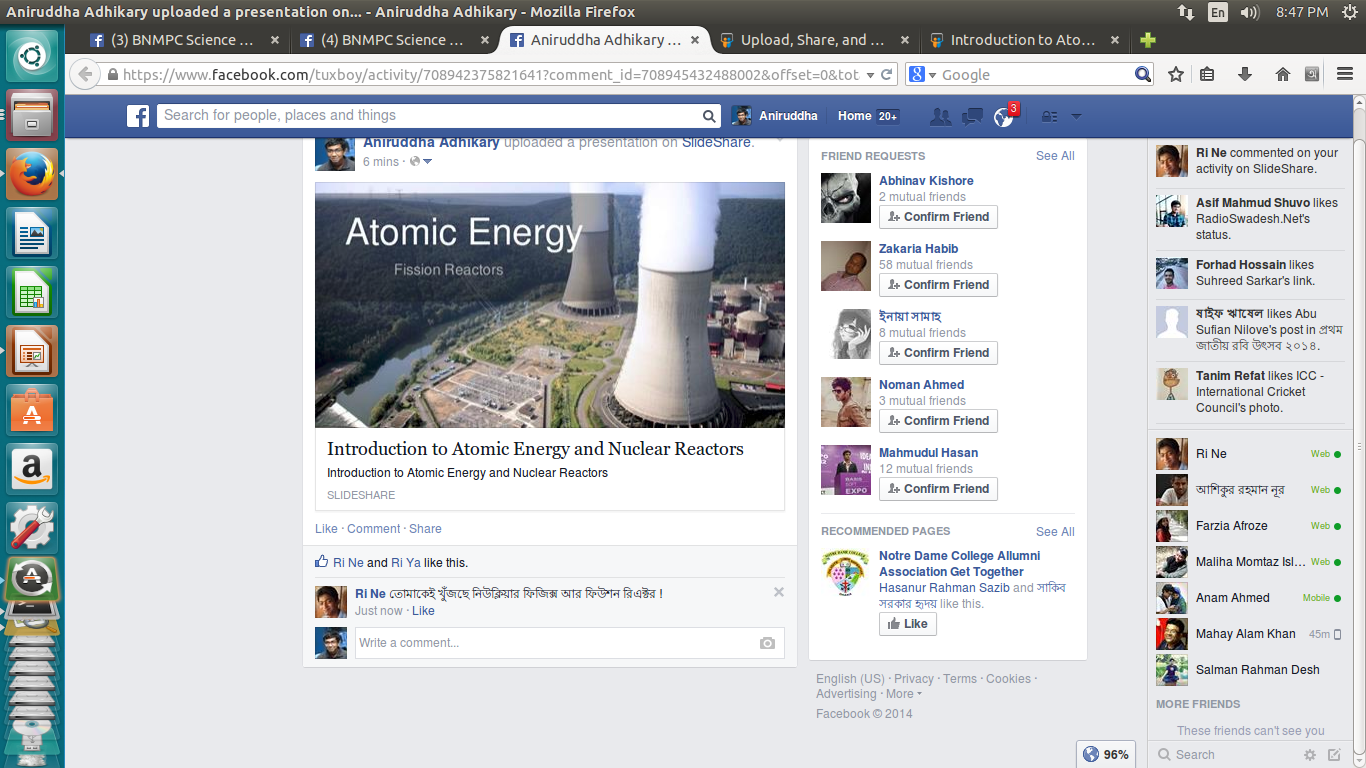 Aniruddha Adhikary uploaded a presentation on... - Aniruddha Adhikary - Mozilla Firefox
En
8:47 PM
(3) BNMPC Science ...
(4) BNMPC Science ...
Aniruddha Adhikary ...
Upload, Share, and ...
Introduction to Ato...
https://www.facebook.com/tuxboy/activity/708942375821641?comment_id=708945432488002&offset=0&tot
Google
Search for people, places and things
Aniruddha
Home 20+
3
Aniruddha Adhikary uploaded a presentation on SlideShare.
6 mins ·
Atomic Energy
Fission Reactors
Introduction to Atomic Energy and Nuclear Reactors
Introduction to Atomic Energy and Nuclear Reactors
SLIDESHARE
Like · Comment · Share
Ri Ne and Ri Ya like this.
Ri Ne তোমাকেই খুঁজছে নিউক্লিয়ার ফিজিক্স আর ফিউশন রিএক্টর !
Just now · Like
Write a comment...
FRIEND REQUESTS
See All
Abhinav Kishore
2 mutual friends
Confirm Friend
Zakaria Habib
58 mutual friends
Confirm Friend
ইনায়া সামাহ
8 mutual friends
Confirm Friend
Noman Ahmed
3 mutual friends
Confirm Friend
Mahmudul Hasan
12 mutual friends
Confirm Friend
RECOMMENDED PAGES
See All
Notre Dame College Allumni
Association Get Together
Hasanur Rahman Sazib and সাকিব
সরকার হৃদয় like this.
Like
English (US) · Privacy · Terms · Cookies ·
Advertising · More
Facebook © 2014
Ri Ne commented on your
activity on SlideShare.
Asif Mahmud Shuvo likes
RadioSwadesh.Net's
status.
Forhad Hossain likes
Suhreed Sarkar's link.
ষাইফ ঋাষেল likes Abu
Sufian Nilove's post in প্রথম
জাতীয় রবি উৎসব ২০১৪.
Tanim Refat likes ICC -
International Cricket
Council's photo.
Ri Ne
Web
আশিকুর রহমান নূর
Web
Farzia Afroze
Web
Maliha Momtaz Isl...
Web
Anam Ahmed
Mobile
Mahay Alam Khan
45m
Salman Rahman Desh
MORE FRIENDS
These friends can't see you
Search
96%